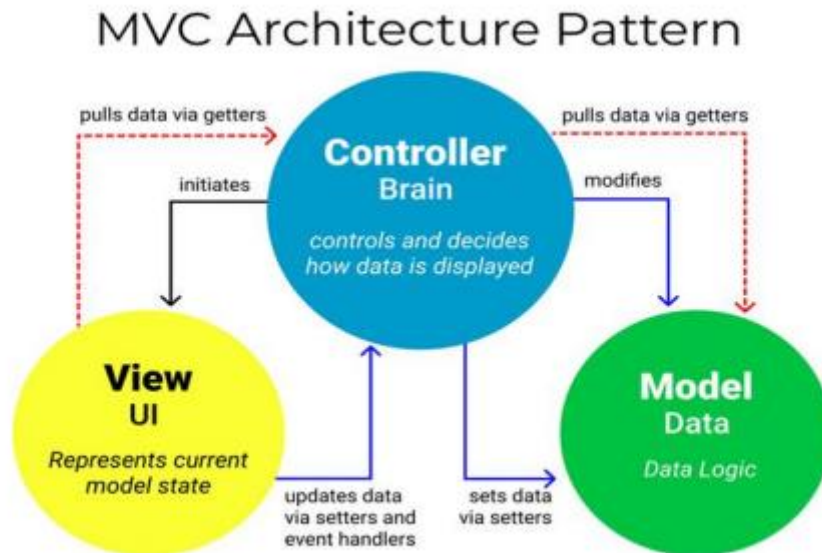 MVC Architecture Pattern
pulls data via getters
pulls data via getters
Controller
Brain
initiates
modifies
controls and decides
how data is displayed
View
UI
Represents current
model state
Model
Data
Data Logic
updates data
via setters and
event handlers
sets data
via setters